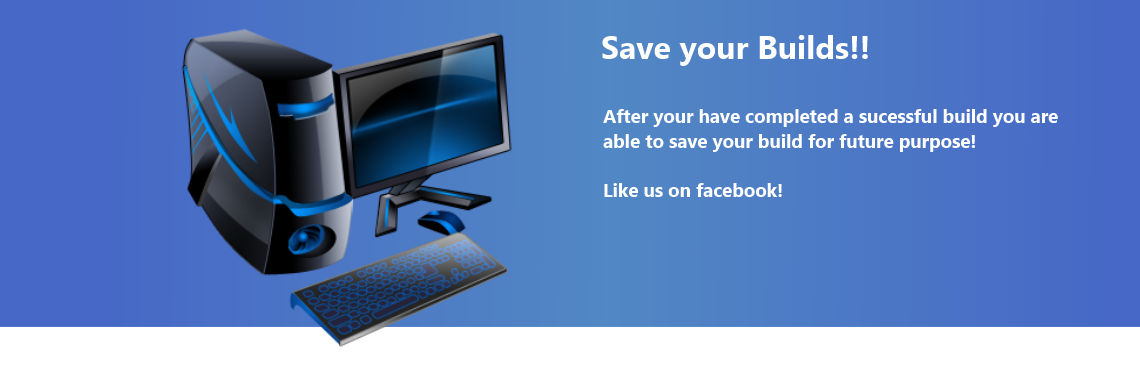 Save your Builds!!
After your have completed a sucessful build you are
able to save your build for future purpose!
Like us on facebook!